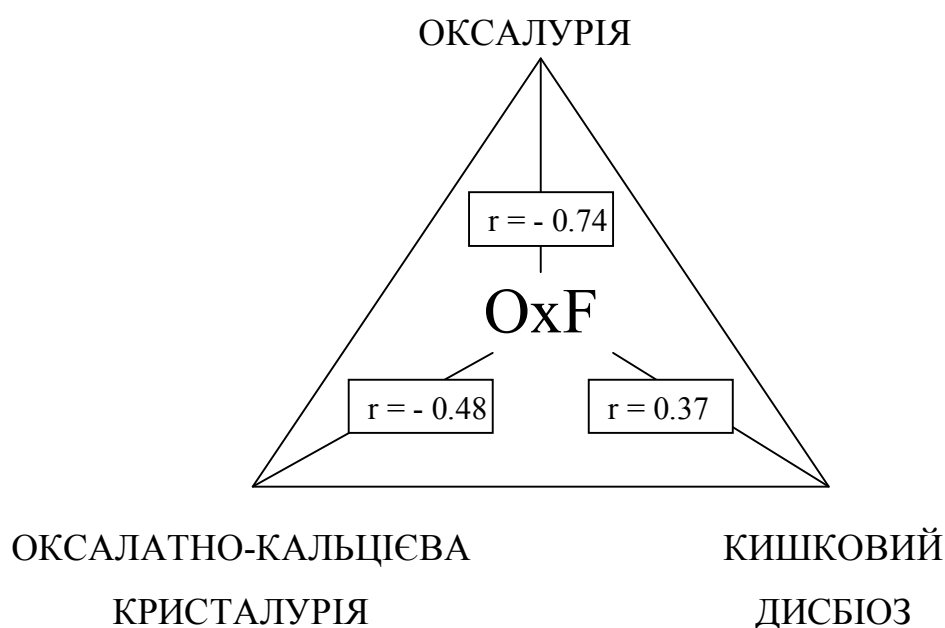 ОКСАЛУРІЯ
r = - 0.74
OxF
r = - 0.48
r = 0.37
ОКСАЛАТНО-КАЛЬЦІЄВА
КРИСТАЛУРІЯ
КИШКОВИЙ
ДИСБІОЗ